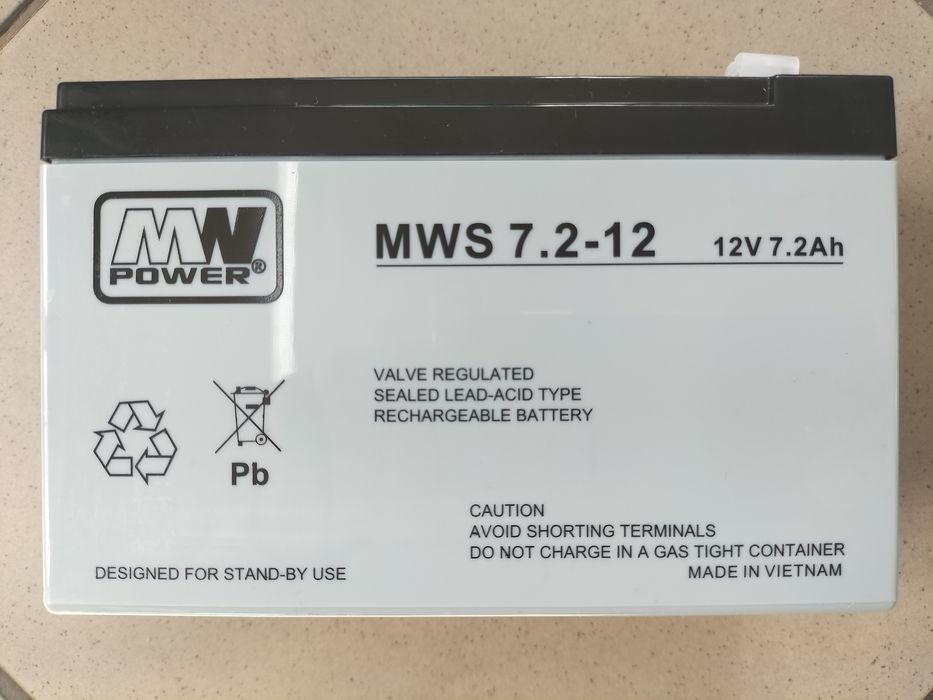 MW
POWER®
MWS 7.2-12 12V 7.2Ah
VALVE REGULATED
SEALED LEAD-ACID TYPE
RECHARGEABLE BATTERY
Pb
CAUTION
AVOID SHORTING TERMINALS
DO NOT CHARGE IN A GAS TIGHT CONTAINER
MADE IN VIETNAM
DESIGNED FOR STAND-BY USE